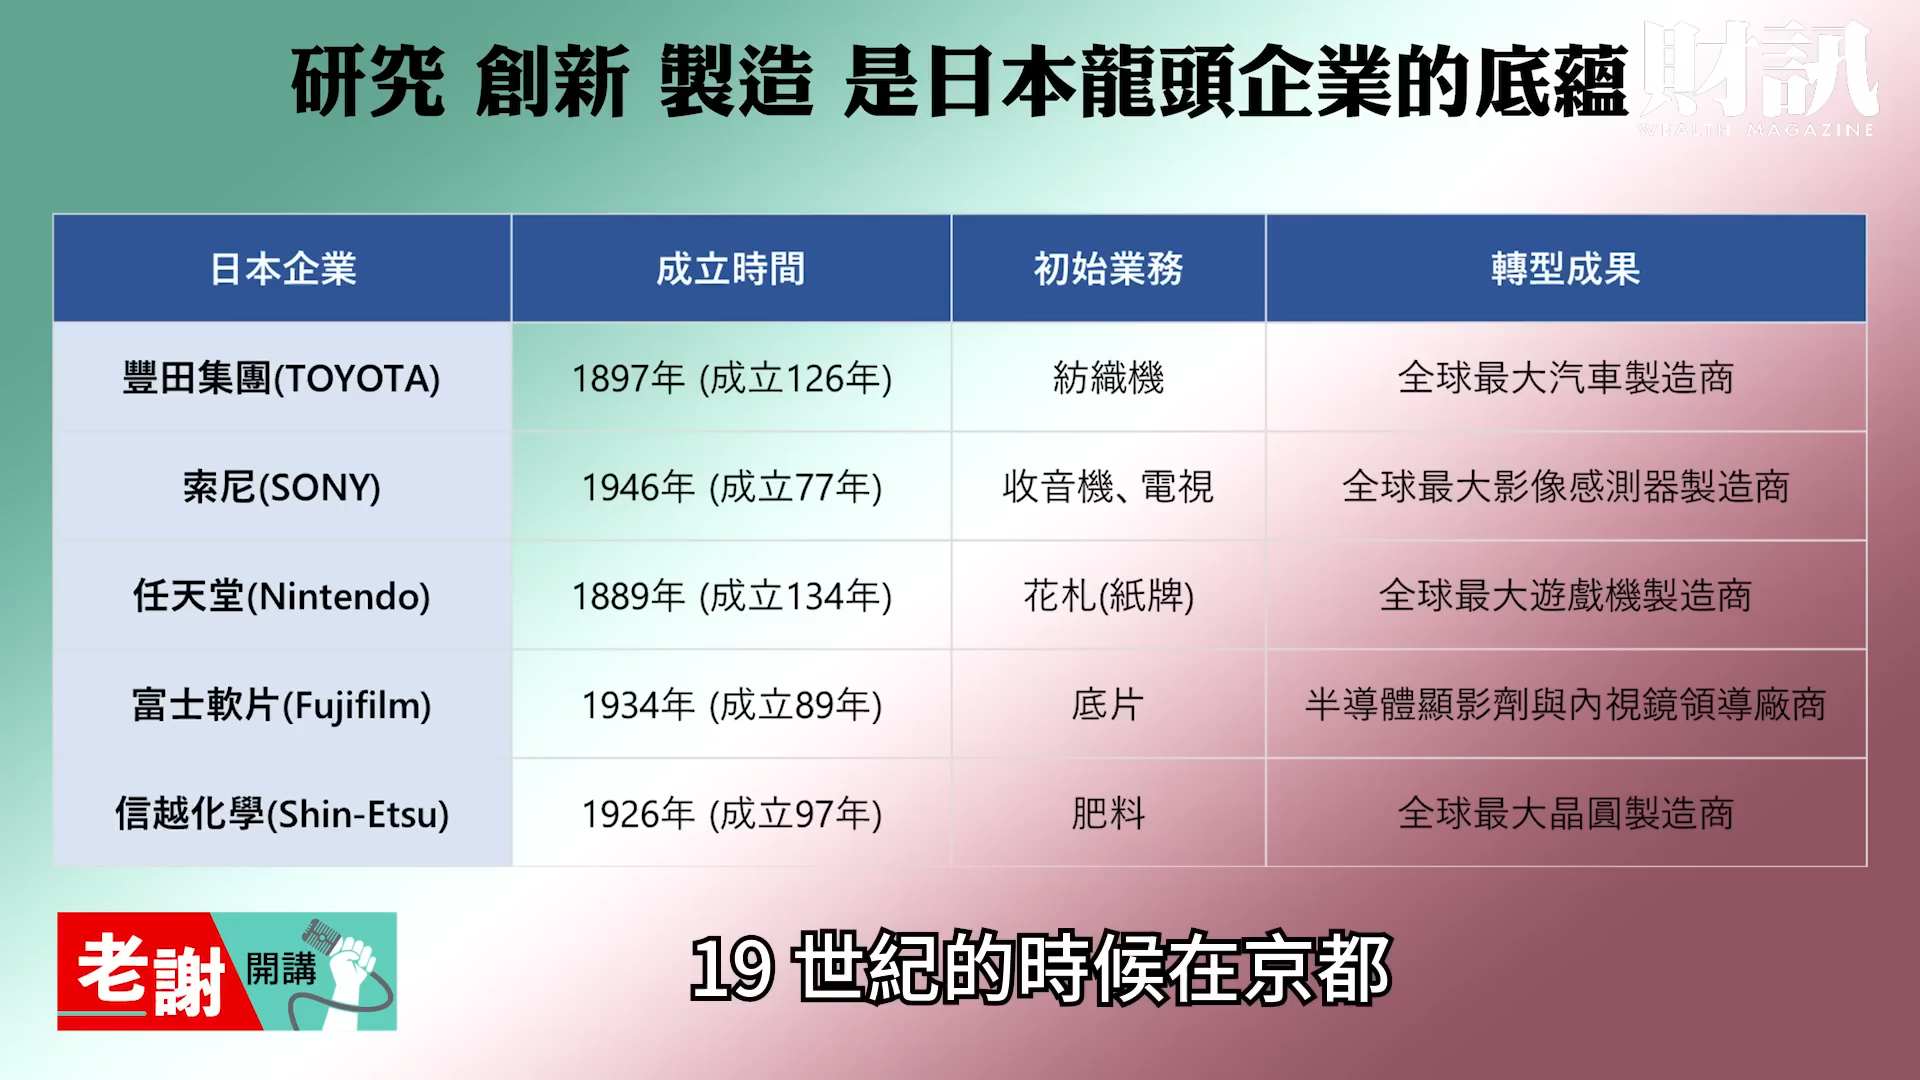 研究 創新 製造 是日本龍頭企業的底蘊
財訊
WEALTH MAGAZINE
日本企業 成立時間 初始業務 轉型成果
豐田集團(TOYOTA) 1897年 (成立126年) 紡織機 全球最大汽車製造商
索尼(SONY) 1946年 (成立77年) 收音機、電視 全球最大影像感測器製造商
任天堂(Nintendo) 1889年 (成立134年) 花札(紙牌) 全球最大遊戲機製造商
富士軟片(Fujifilm) 1934年 (成立89年) 底片 半導體顯影劑與內視鏡領導廠商
信越化學(Shin-Etsu) 1926年 (成立97年) 肥料 全球最大晶圓製造商
老謝 開講
19 世紀的時候在京都